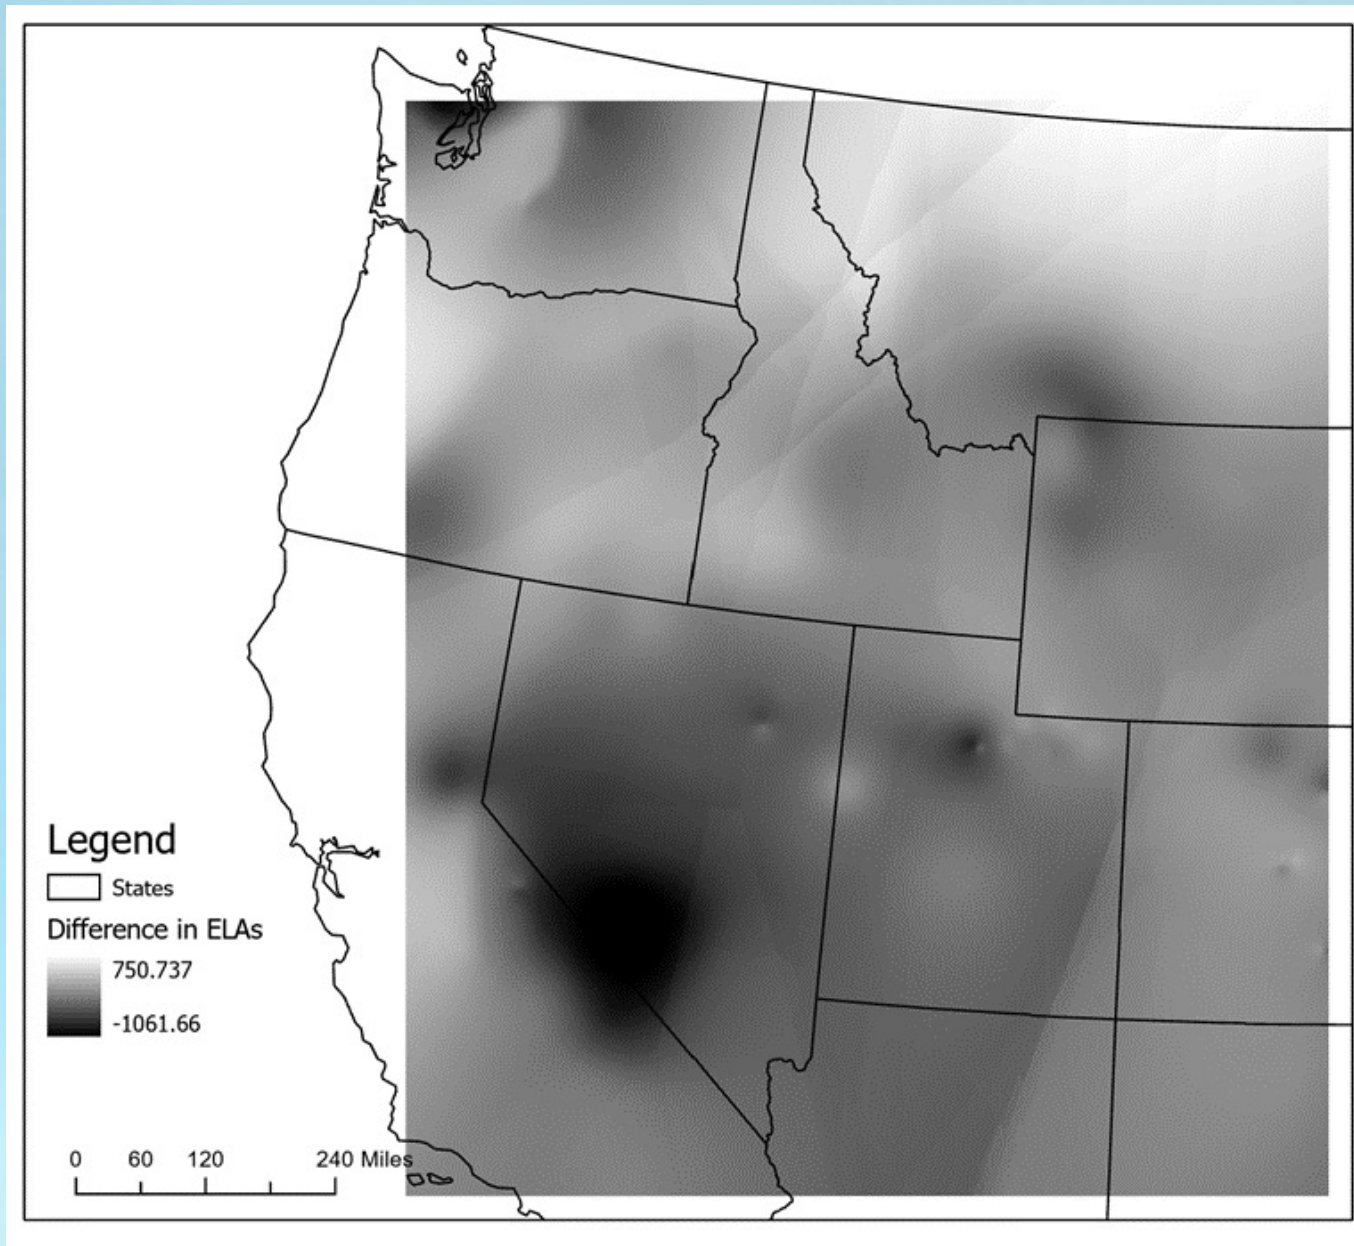 Legend
States
Difference in ELAs
750.737
-1061.66
0 60 120 240 Miles